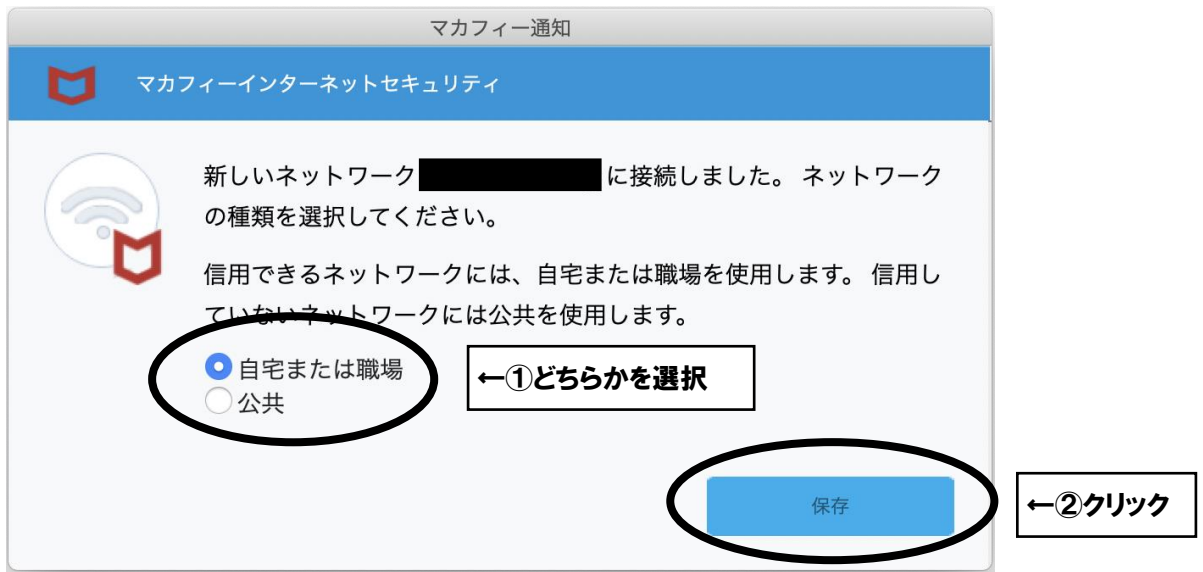 マカフィー通知
マカフィーインターネットセキュリティ
新しいネットワーク に接続しました。 ネットワーク
の種類を選択してください。
信用できるネットワークには、自宅または職場を使用します。 信用し
ていないネットワークには公共を使用します。
自宅または職場
←①どちらかを選択
公共
保存
←②クリック